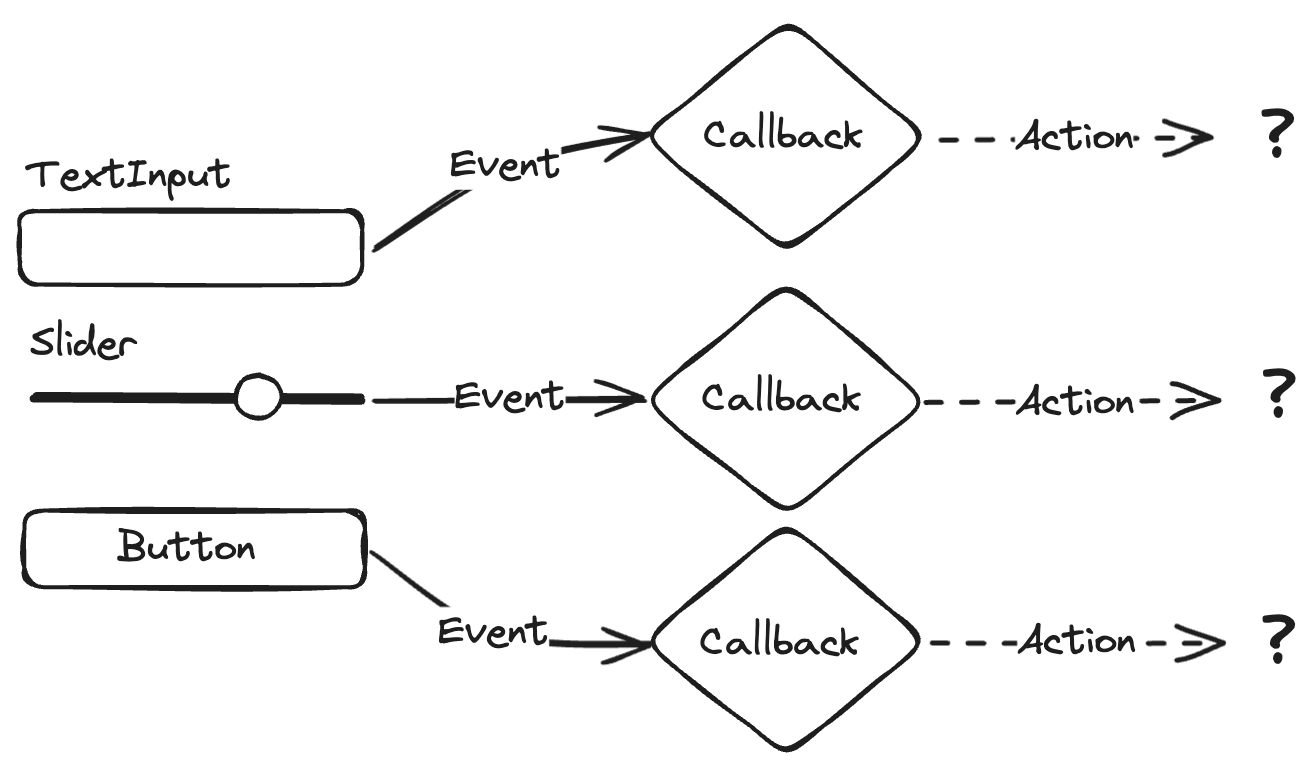 TextInput
Event
Callback
Action
?
Slider
Event
Callback
Action
?
Button
Event
Callback
Action
?